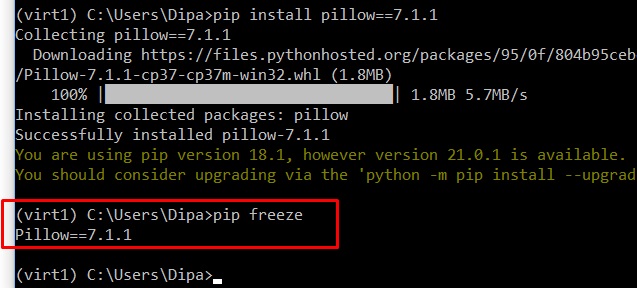 (virt1) C:\Users\Dipa>pip install pillow==7.1.1
Collecting pillow==7.1.1
Downloading https://files.pythonhosted.org/packages/95/0f/804b95ceb
/Pillow-7.1.1-cp37-cp37m-win32.whl (1.8MB)
100% || 1.8MB 5.7MB/s
Installing collected packages: pillow
Successfully installed pillow-7.1.1
You are using pip version 18.1, however version 21.0.1 is available.
You should consider upgrading via the 'python -m pip install --upgrad
(virt1) C:\Users\Dipa>pip freeze
Pillow==7.1.1
(virt1) C:\Users\Dipa>